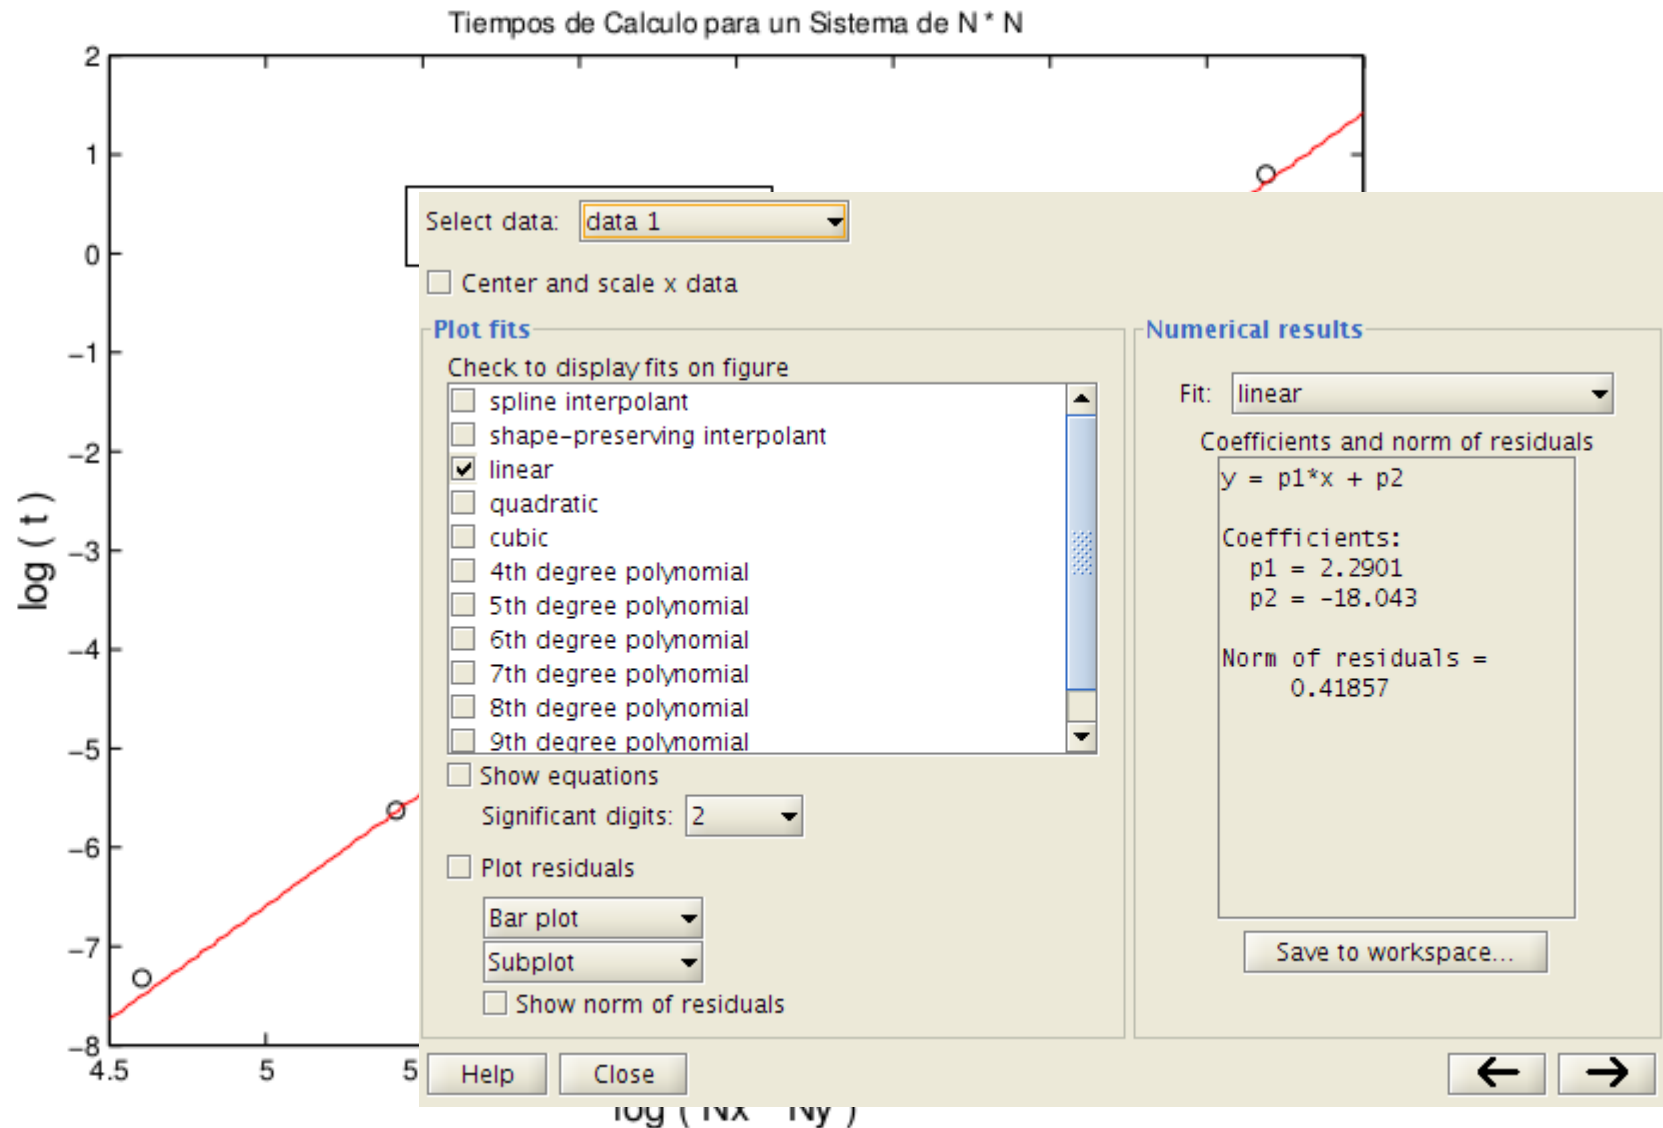 Tiempos de Calculo para un Sistema de N * N
2
1
0
−1
−2
−3
−4
−5
−6
−7
−8
log ( t )
4.5
5
5
log ( Nx * Ny )
Select data: data 1
Center and scale x data
Plot fits
Check to display fits on figure
spline interpolant
shape-preserving interpolant
linear
quadratic
cubic
4th degree polynomial
5th degree polynomial
6th degree polynomial
7th degree polynomial
8th degree polynomial
9th degree polynomial
Show equations
Significant digits: 2
Plot residuals
Bar plot
Subplot
Show norm of residuals
Numerical results
Fit: linear
Coefficients and norm of residuals
y = p1*x + p2
Coefficients:
p1 = 2.2901
p2 = -18.043
Norm of residuals =
0.41857
Save to workspace...
Help Close